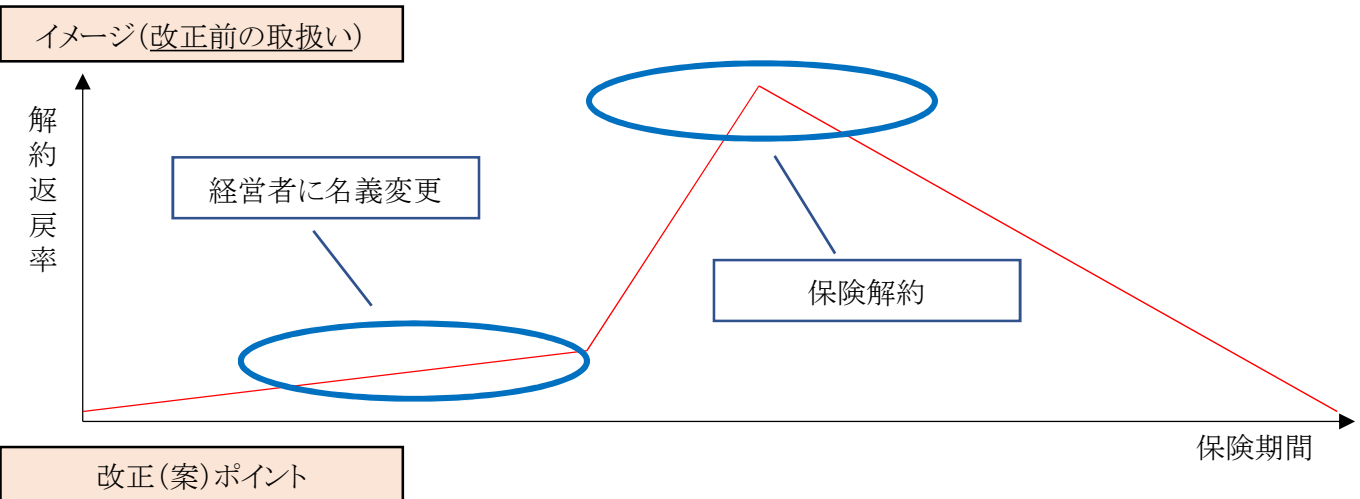 イメージ(改正前の取扱い)
解約返戻率
経営者に名義変更
保険解約
保険期間
改正(案)ポイント